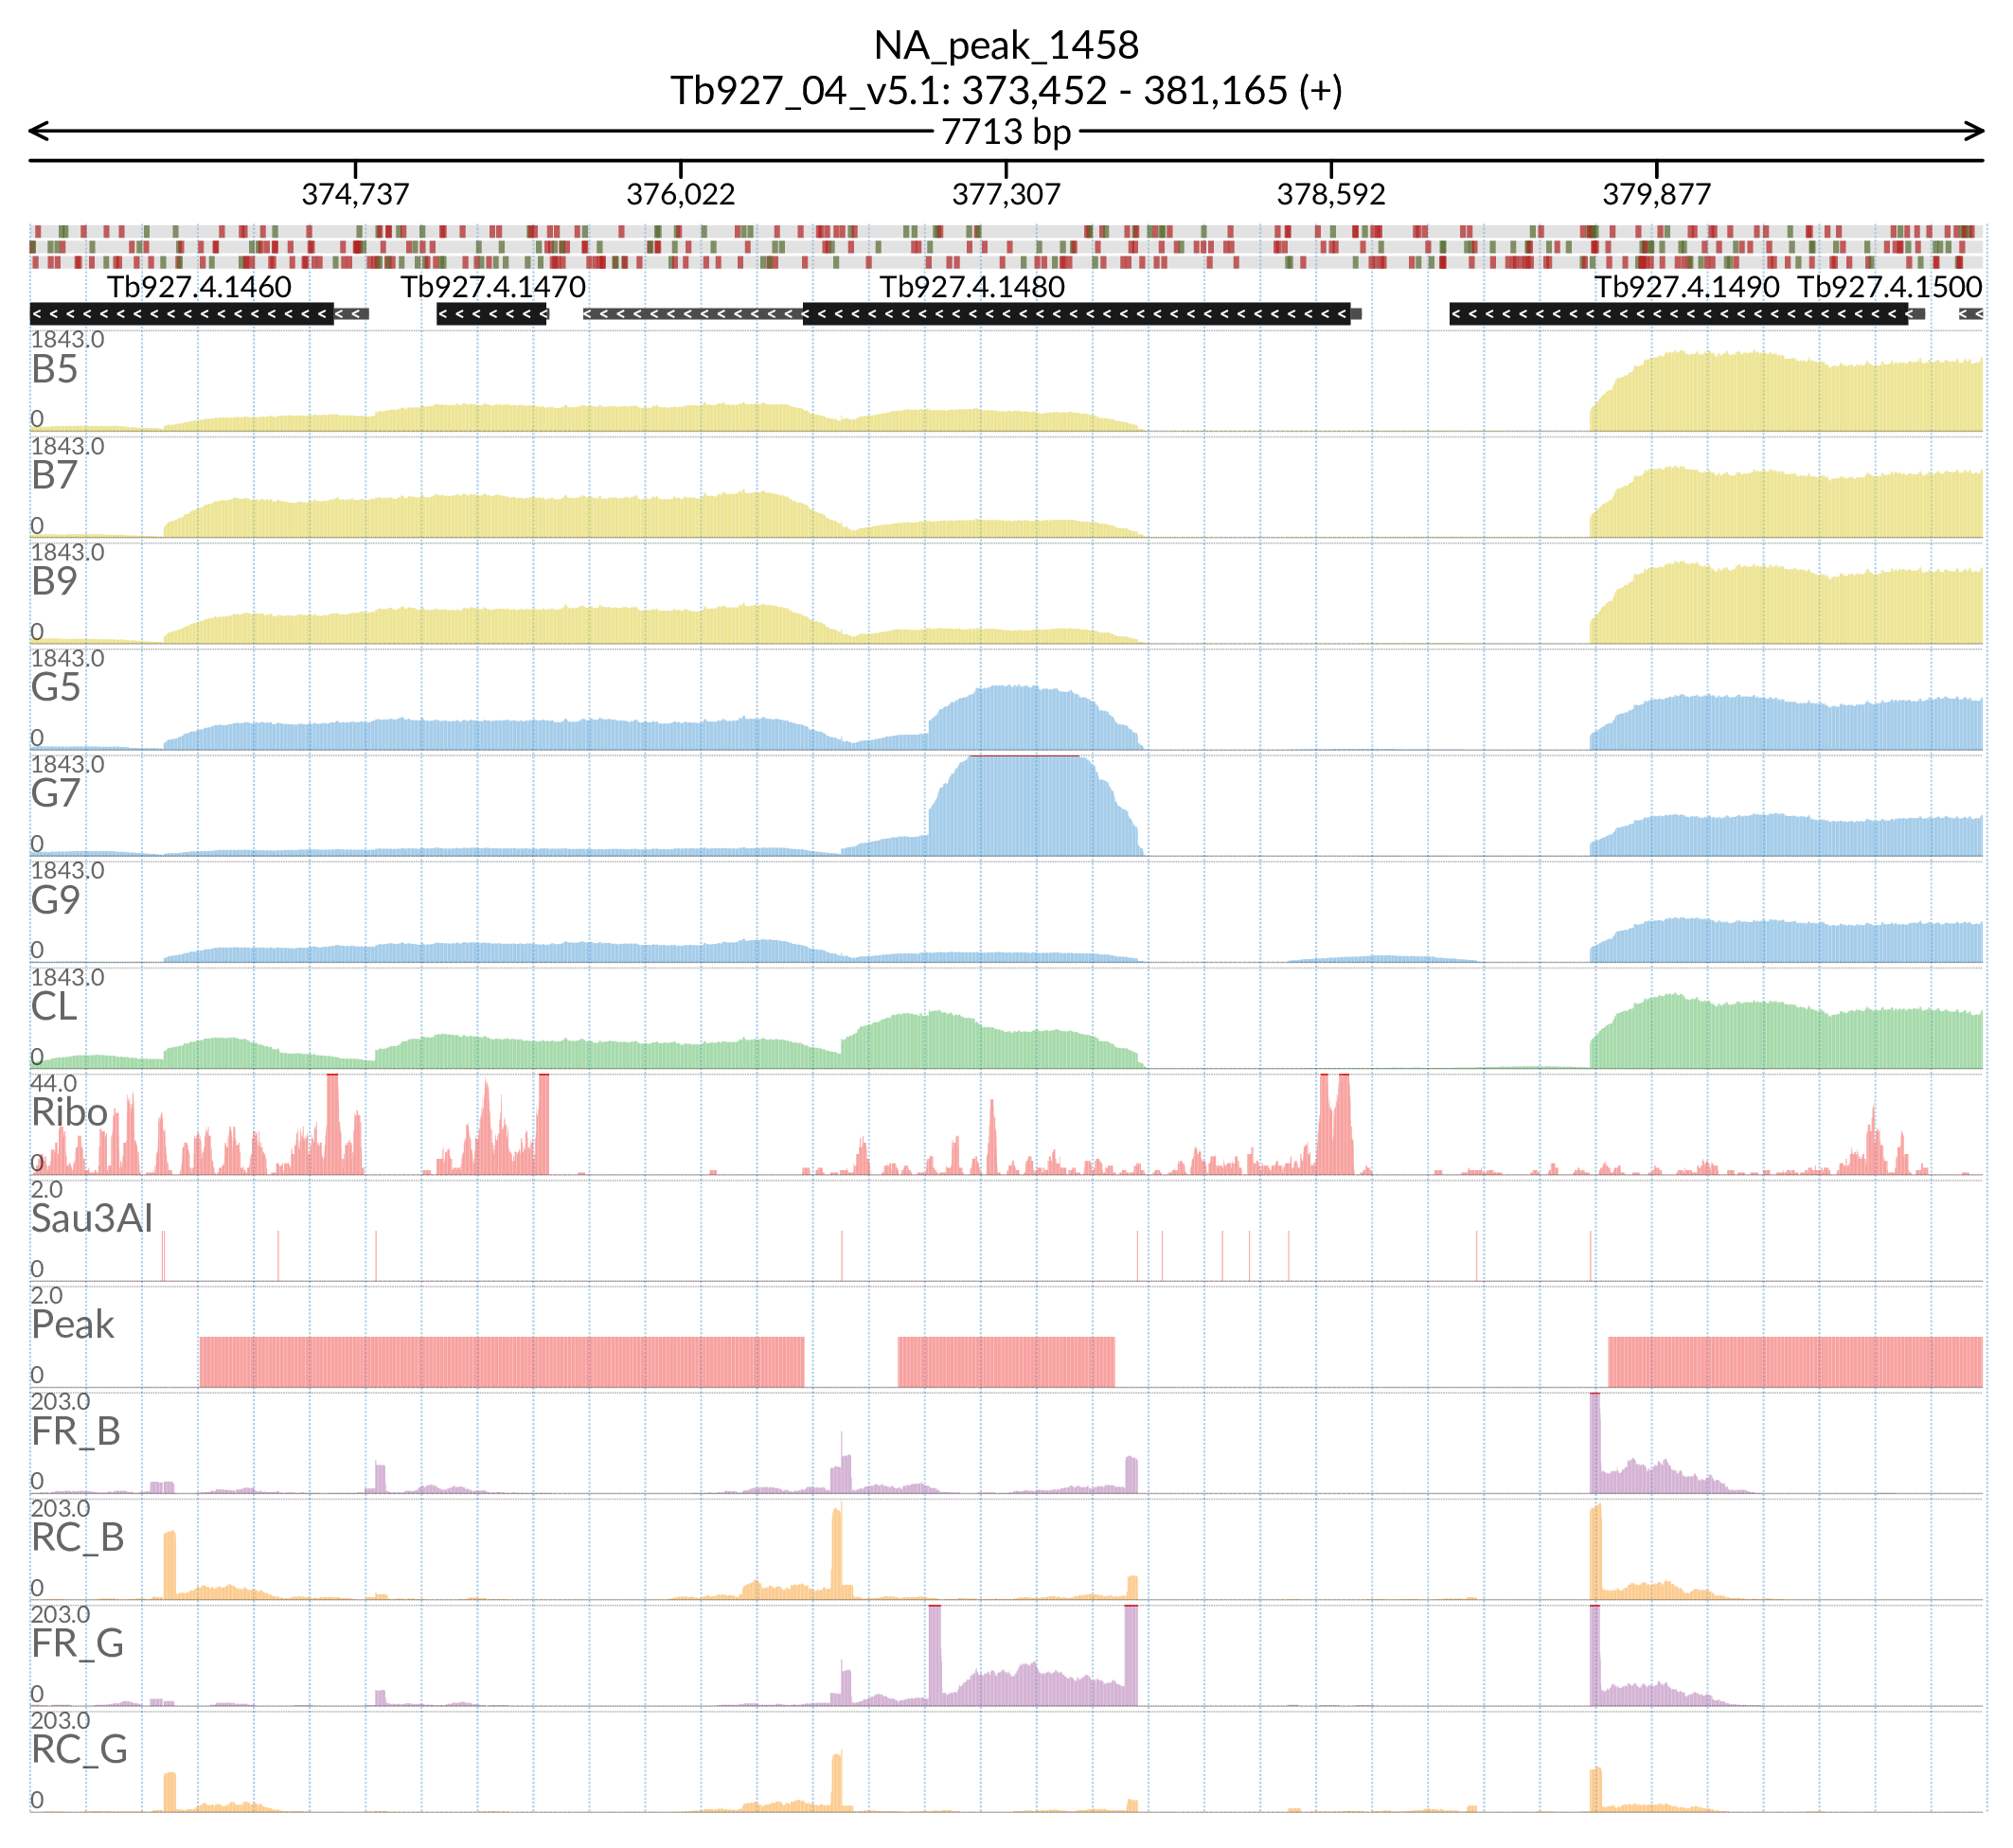 NA_peak_1458
Tb927_04_v5.1: 373,452 - 381,165 (+)
7713 bp
374,737 376,022 377,307 378,592 379,877
Tb927.4.1460 Tb927.4.1470 Tb927.4.1480 Tb927.4.1490 Tb927.4.1500
1843.0
B5
0
1843.0
B7
0
1843.0
B9
0
1843.0
G5
0
1843.0
G7
0
1843.0
G9
0
1843.0
CL
0
44.0
Ribo
0
2.0
Sau3AI
0
2.0
Peak
0
203.0
FR_B
0
203.0
RC_B
0
203.0
FR_G
0
203.0
RC_G
0